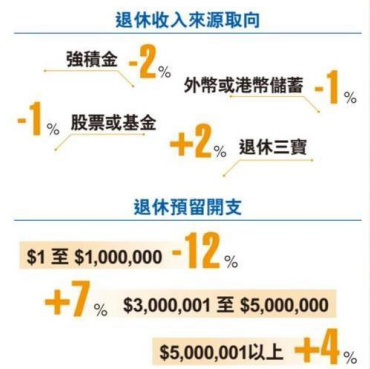 退休收入來源取向
強積金 -2%
外幣或港幣儲蓄 -1%
-1% 股票或基金
+2% 退休三寶
退休預留開支
$1 至 $1,000,000 -12%
+7% $3,000,001 至 $5,000,000
$5,000,001以上 +4%